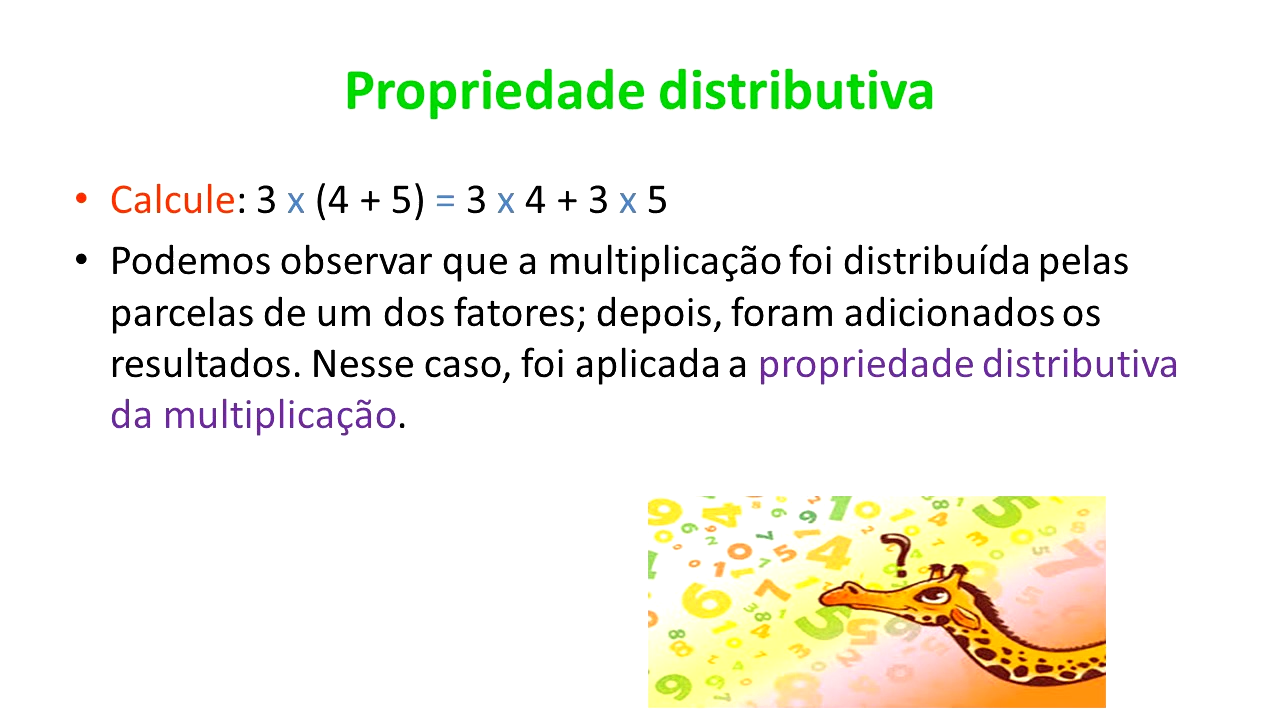 Propriedade distributiva
• Calcule: 3 x (4 + 5) = 3 x 4 + 3 x 5
• Podemos observar que a multiplicação foi distribuída pelas
parcelas de um dos fatores; depois, foram adicionados os
resultados. Nesse caso, foi aplicada a propriedade distributiva
da multiplicação.
?